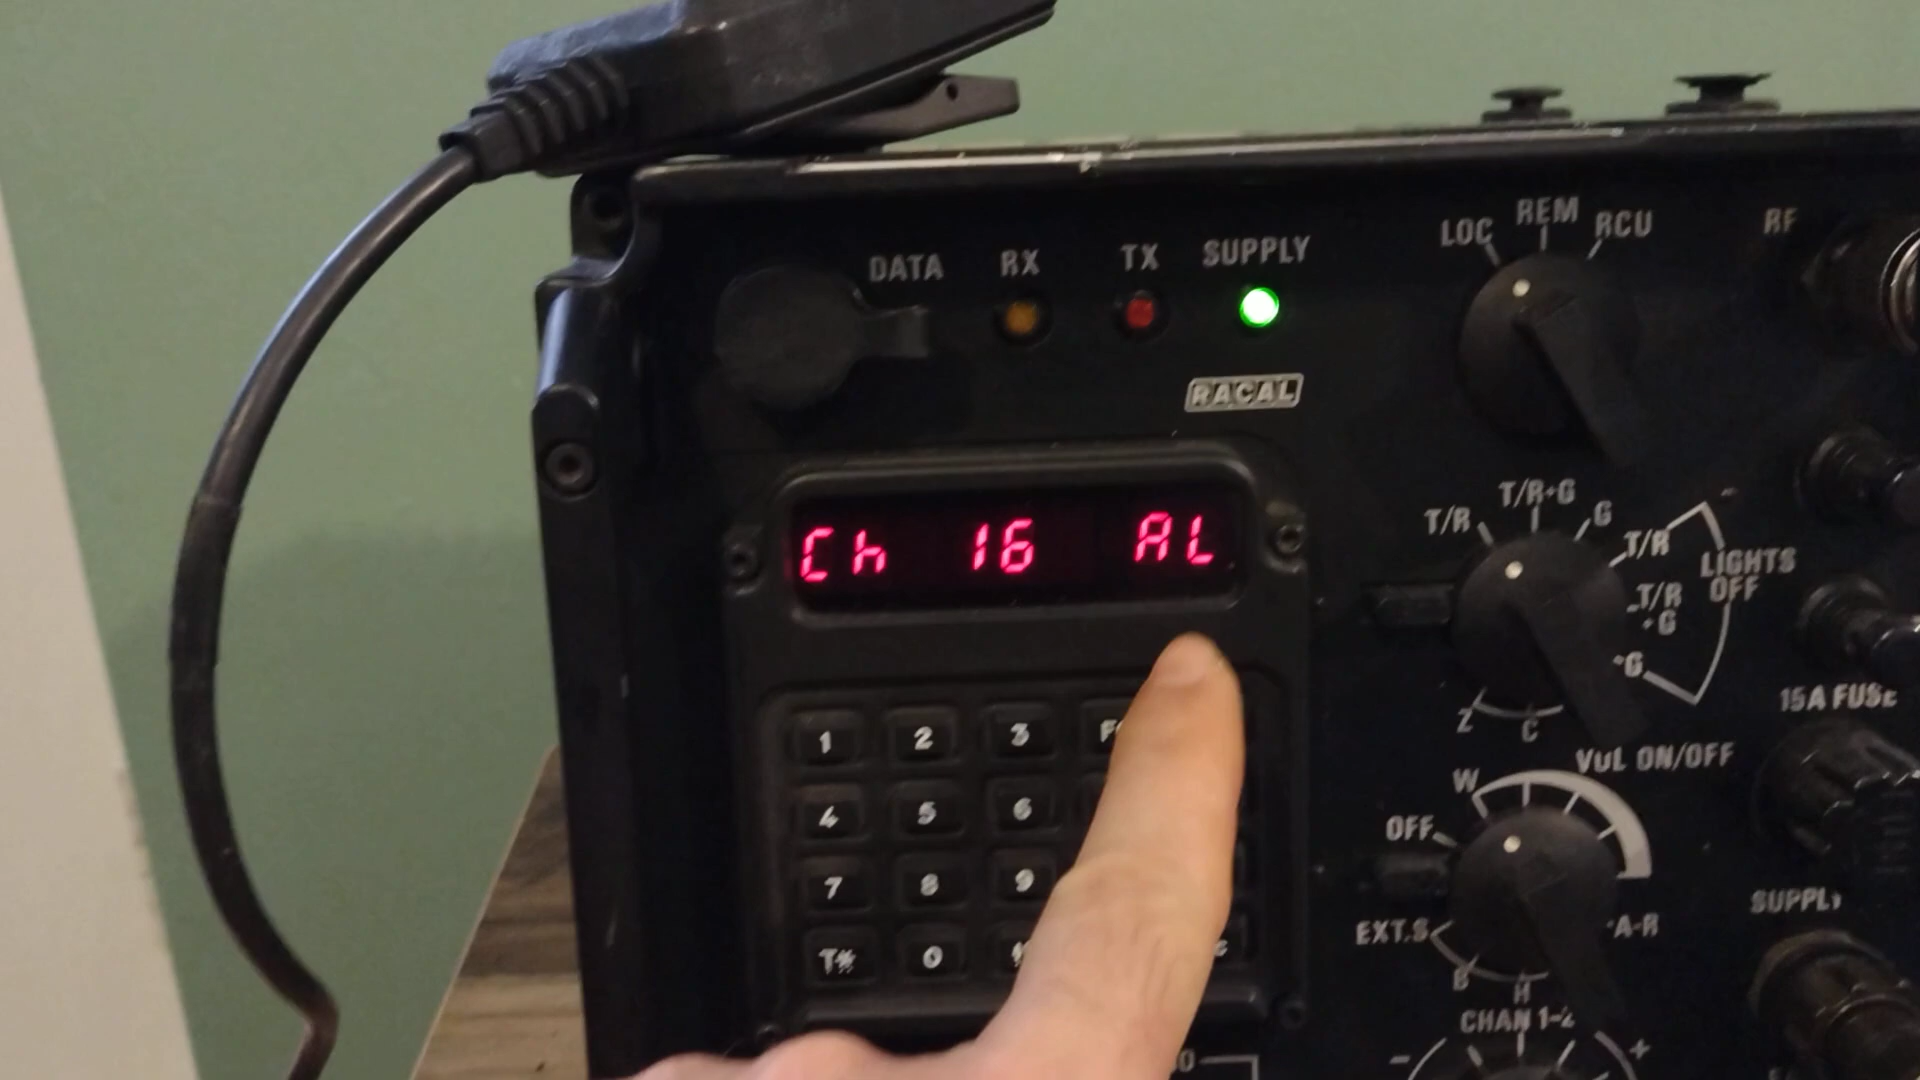 DATA RX TX SUPPLY
LOC REM RCU
RF
RACAL
Ch 16 AL
T/R T/R+G G T/R
LIGHTS
OFF
T/R
+G
G
Z C
15A FUSE
1 2 3
4 5 6
7 8 9
T* 0
VOL ON/OFF
W
OFF
EXT.S
A-R
B H
SUPPLY
CHAN 1-2
- +